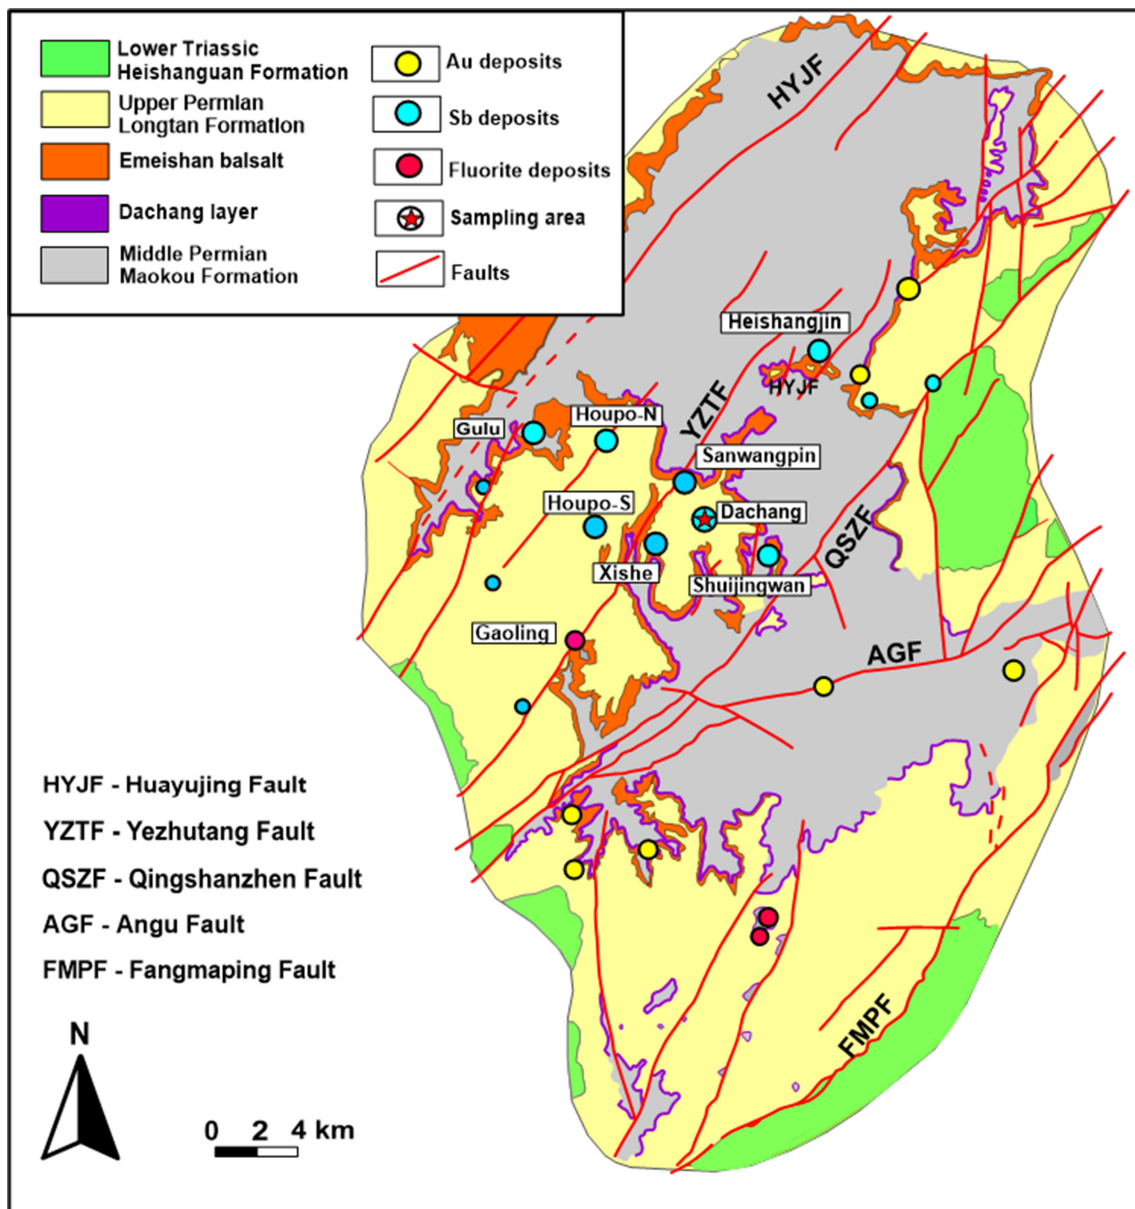 Lower Triassic
Heishanguan Formation
Upper Permian
Longtan Formation
Emeishan balsalt
Dachang layer
Middle Permian
Maokou Formation
Au deposits
Sb deposits
Fluorite deposits
Sampling area
Faults
HYJF
Heishangjin
HYJF
YZTF
Houpo-N
Gulu
Sanwangpin
Houpo-S
Dachang
QSZF
Xishe
Shuijingwan
Gaoling
AGF
HYJF - Huayujing Fault
YZTF - Yezhutang Fault
QSZF - Qingshanzhen Fault
AGF - Angu Fault
FMPF - Fangmaping Fault
FMPF
N
0 2 4 km